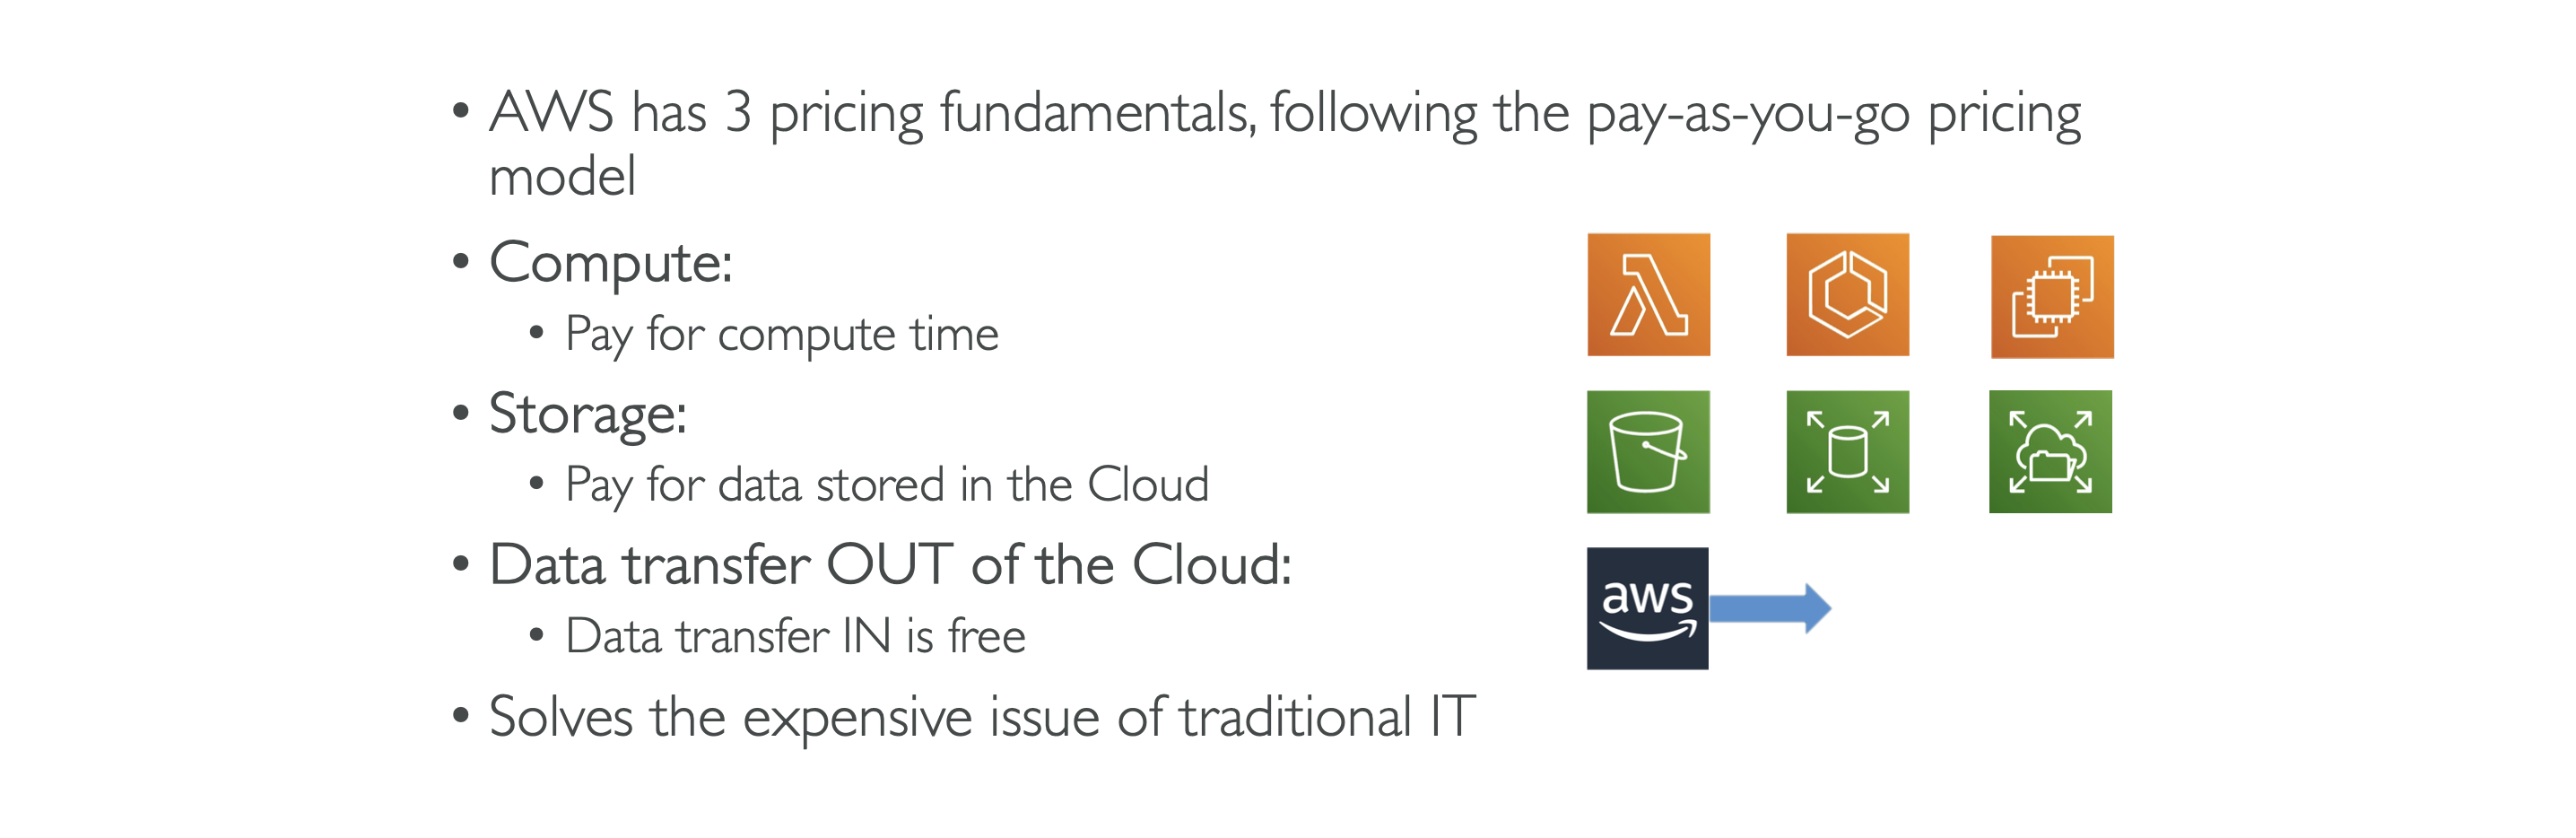 • AWS has 3 pricing fundamentals, following the pay-as-you-go pricing
model
• Compute:
• Pay for compute time
• Storage:
• Pay for data stored in the Cloud
• Data transfer OUT of the Cloud:
• Data transfer IN is free
aws
• Solves the expensive issue of traditional IT